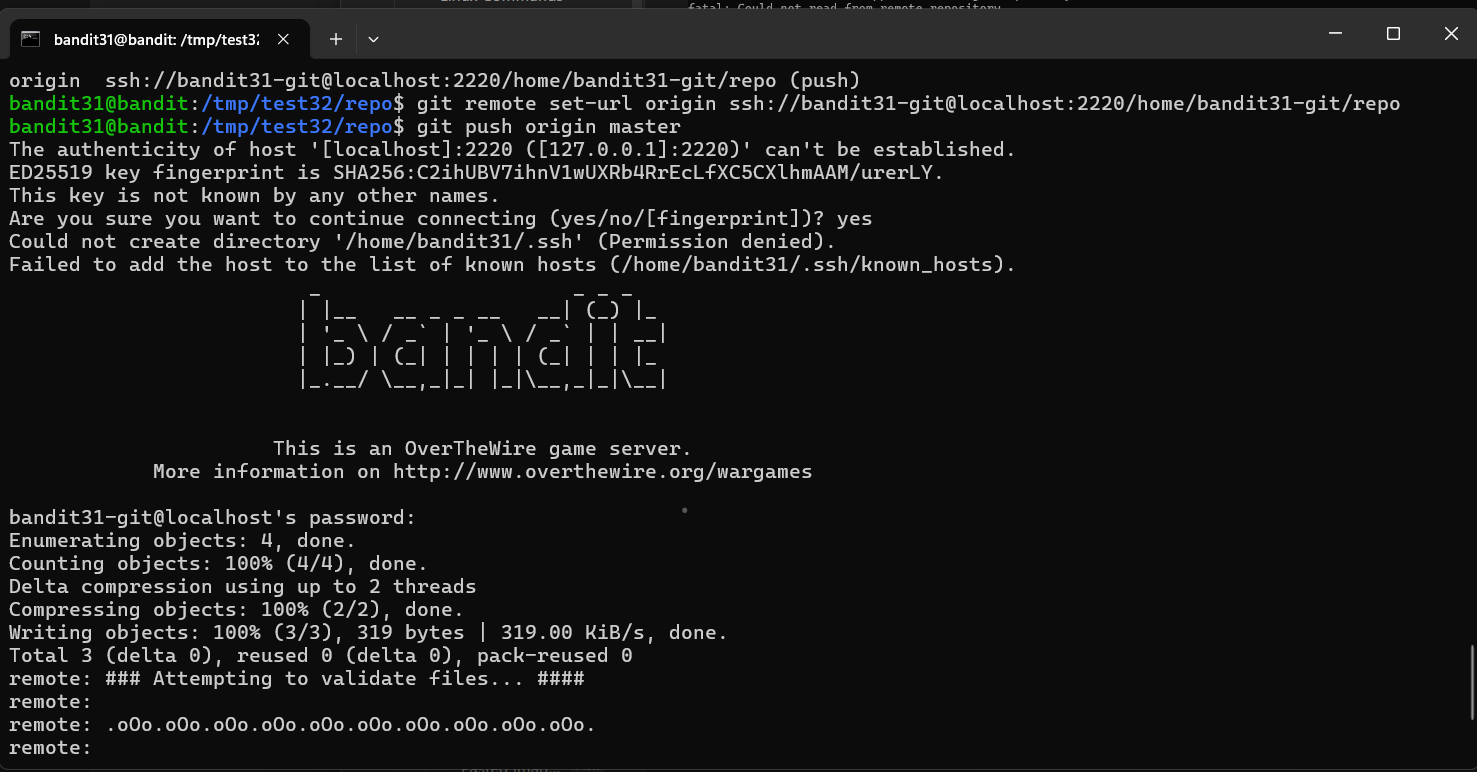 fatal: Could not read from remote repository
bandit31@bandit: /tmp/test32
origin  ssh://bandit31-git@localhost:2220/home/bandit31-git/repo (push)
bandit31@bandit:/tmp/test32/repo$ git remote set-url origin ssh://bandit31-git@localhost:2220/home/bandit31-git/repo
bandit31@bandit:/tmp/test32/repo$ git push origin master
The authenticity of host '[localhost]:2220 ([127.0.0.1]:2220)' can't be established.
ED25519 key fingerprint is SHA256:C2ihUBV7ihnV1wUXRb4RrEcLfXC5CXlhmAAM/urerLY.
This key is not known by any other names.
Are you sure you want to continue connecting (yes/no/[fingerprint])? yes
Could not create directory '/home/bandit31/.ssh' (Permission denied).
Failed to add the host to the list of known hosts (/home/bandit31/.ssh/known_hosts).
bandit
This is an OverTheWire game server.
More information on http://www.overthewire.org/wargames
bandit31-git@localhost's password:
Enumerating objects: 4, done.
Counting objects: 100% (4/4), done.
Delta compression using up to 2 threads
Compressing objects: 100% (2/2), done.
Writing objects: 100% (3/3), 319 bytes | 319.00 KiB/s, done.
Total 3 (delta 0), reused 0 (delta 0), pack-reused 0
remote: ### Attempting to validate files... ####
remote:
remote: .oOo.oOo.oOo.oOo.oOo.oOo.oOo.oOo.oOo.oOo.
remote: